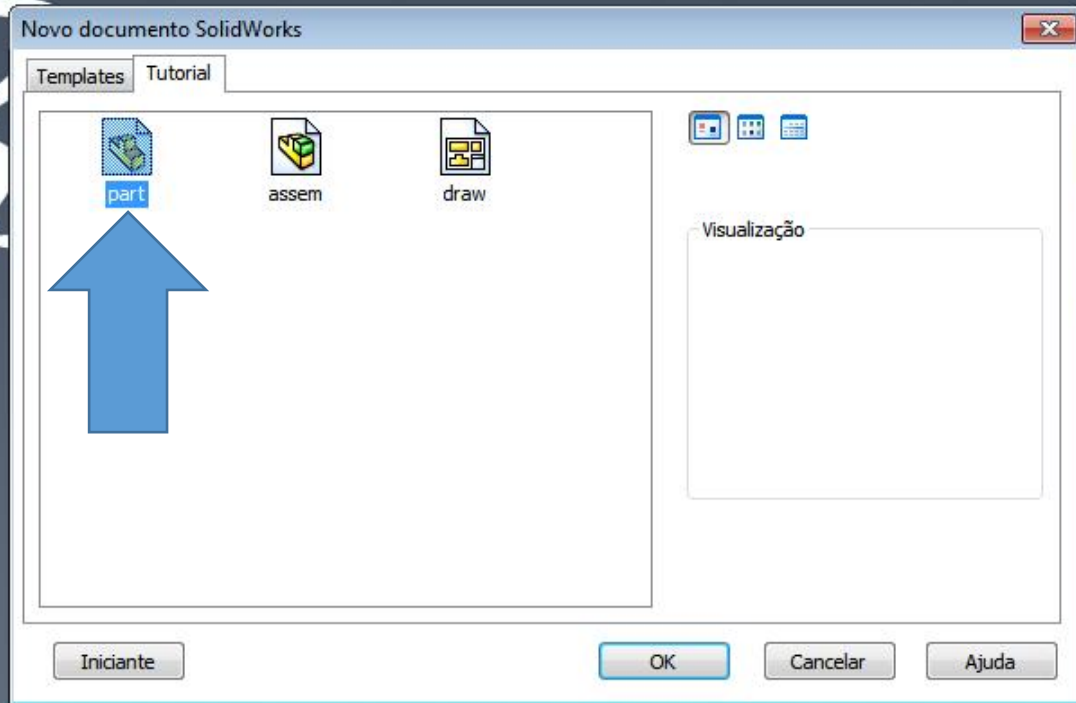 Novo documento SolidWorks
Templates Tutorial
part assem draw
Visualização
Iniciante OK Cancelar Ajuda